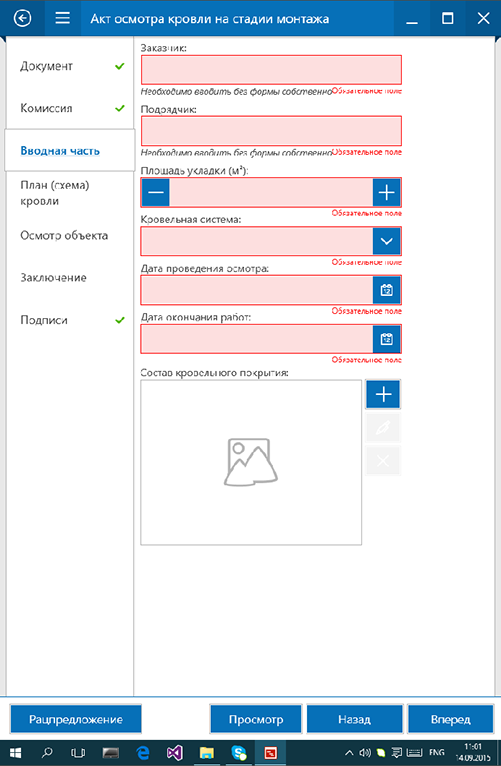 Акт осмотра кровли на стадии монтажа
Документ
Комиссия
Вводная часть
План (схема)
кровли
Осмотр объекта
Заключение
Подписи
Заказчик:
Необходимо вводить без формы собственно
Обязательное поле
Подрядчик:
Необходимо вводить без формы собственно
Обязательное поле
Площадь укладки (м²):
Обязательное поле
Кровельная система:
Обязательное поле
Дата проведения осмотра:
12
Обязательное поле
Дата окончания работ:
12
Обязательное поле
Состав кровельного покрытия:
Рацпредложение
Просмотр
Назад
Вперед
ENG
11:01
14.09.2015